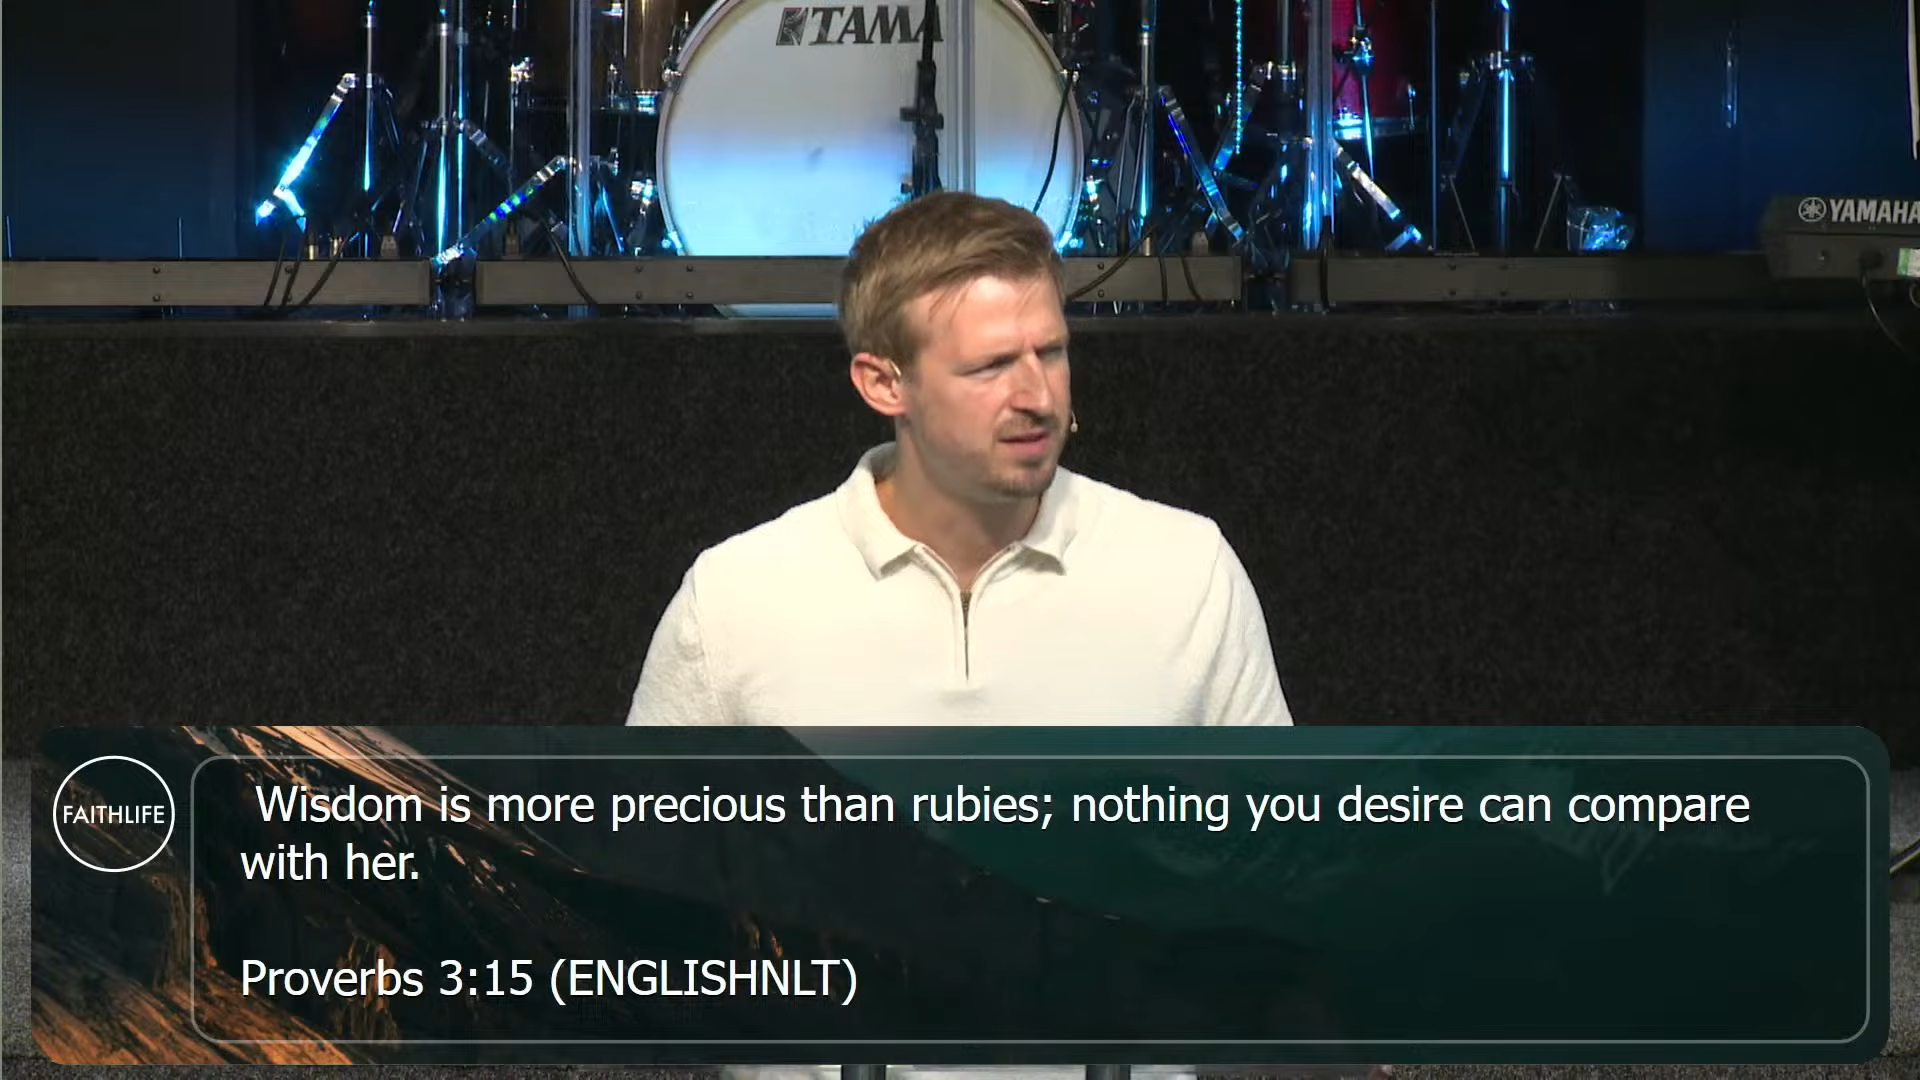 TAMA
YAMAHA
FAITHLIFE
Wisdom is more precious than rubies; nothing you desire can compare
with her.
Proverbs 3:15 (ENGLISHNLT)